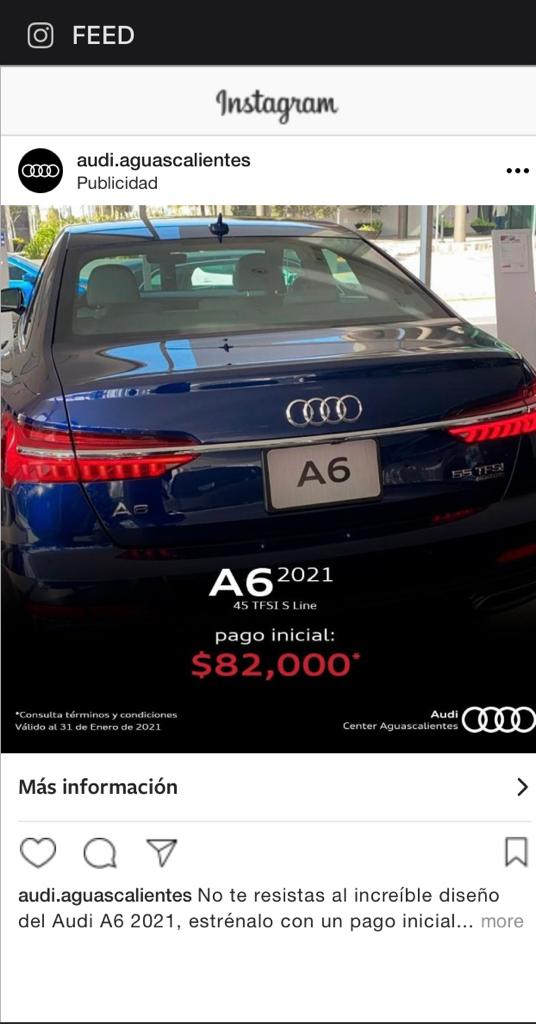 FEED
Instagram
audi.aguascalientes
Publicidad
A6
55 TFSI
A6
A6 2021
45 TFSI S Line
pago inicial:
$82,000*
*Consulta términos y condiciones
Válido al 31 de Enero de 2021
Audi
Center Aguascalientes
Más información
audi.aguascalientes No te resistas al increíble diseño
del Audi A6 2021, estrénalo con un pago inicial... more